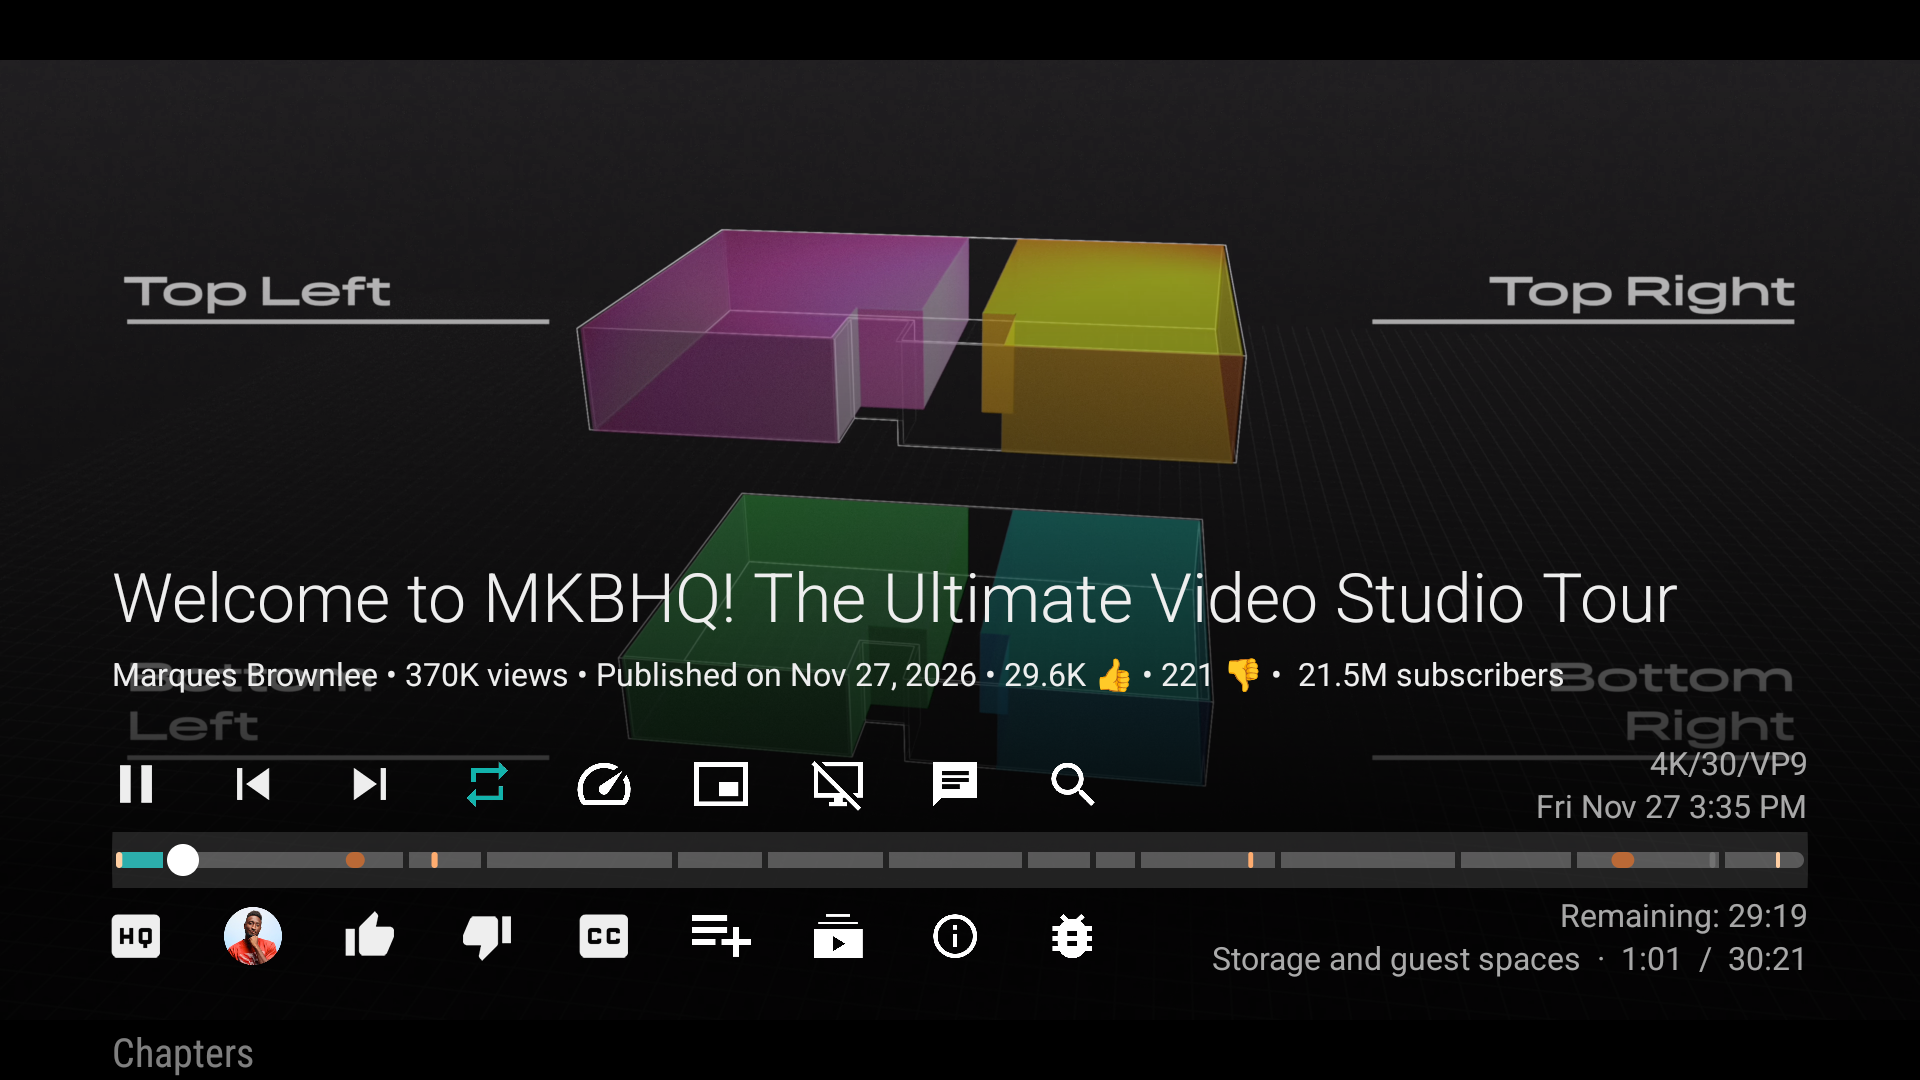 Top Left
Top Right
Welcome to MKBHQ! The Ultimate Video Studio Tour
Marques Brownlee • 370K views • Published on Nov 27, 2026 • 29.6K 👍 • 221 👎 • 21.5M subscribers
Bottom
Left
Bottom
Right
4K/30/VP9
Fri Nov 27 3:35 PM
HQ
CC
Remaining: 29:19
Storage and guest spaces · 1:01 / 30:21
Chapters